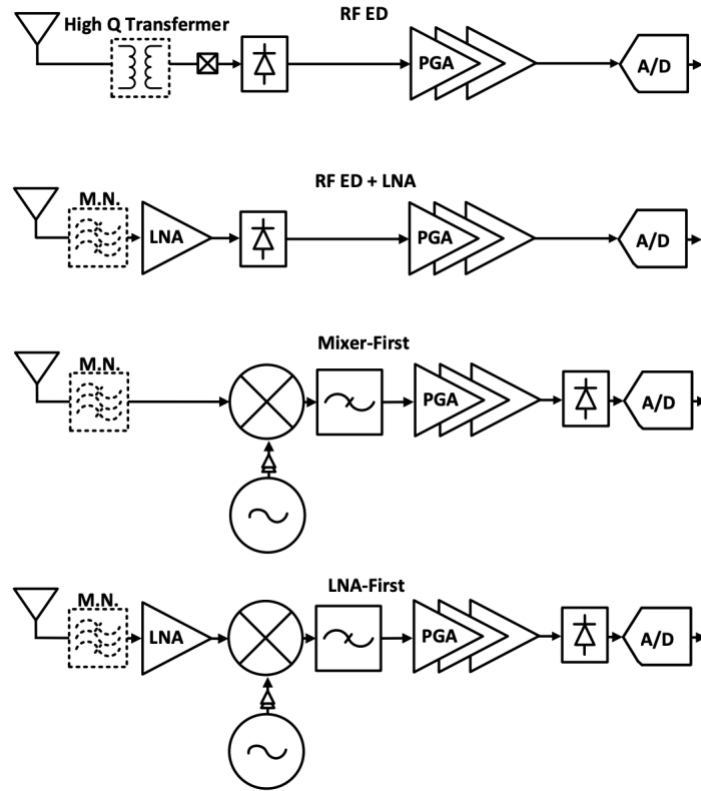 RF ED
High Q Transfermer
PGA
A/D
RF ED + LNA
M.N.
LNA
PGA
A/D
Mixer-First
M.N.
PGA
A/D
LNA-First
M.N.
LNA
PGA
A/D